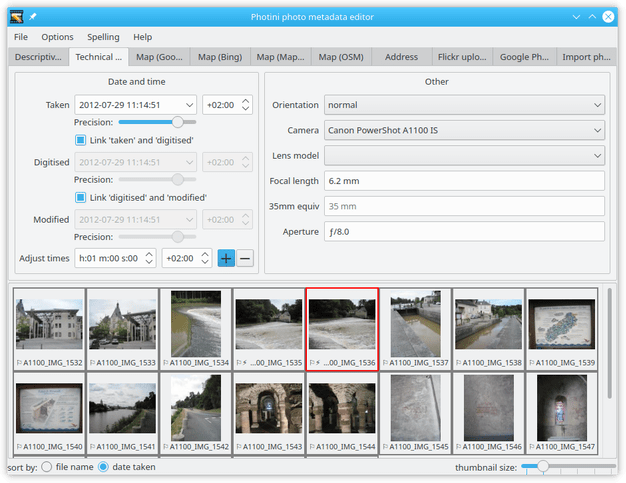 Photini photo metadata editor
File Options Spelling Help
Descriptiv... Technical ... Map (Goo... Map (Bing) Map (Map... Map (OSM) Address Flickr uplo... Google Ph... Import ph...
Date and time
Taken 2012-07-29 11:14:51 +02:00
Precision:
Link 'taken' and 'digitised'
Digitised 2012-07-29 11:14:51 +02:00
Precision:
Link 'digitised' and 'modified'
Modified 2012-07-29 11:14:51 +02:00
Precision:
Adjust times h:01 m:00 s:00 +02:00
Other
Orientation normal
Camera Canon PowerShot A1100 IS
Lens model
Focal length 6.2 mm
35mm equiv 35 mm
Aperture ƒ/8.0
A1100_IMG_1532 A1100_IMG_1533 A1100_IMG_1534 ...00_IMG_1535 ...00_IMG_1536 A1100_IMG_1537 A1100_IMG_1538 A1100_IMG_1539
A1100_IMG_1540 A1100_IMG_1541 A1100_IMG_1542 A1100_IMG_1543 A1100_IMG_1544 A1100_IMG_1545 A1100_IMG_1546 A1100_IMG_1547
sort by: file name date taken thumbnail size: